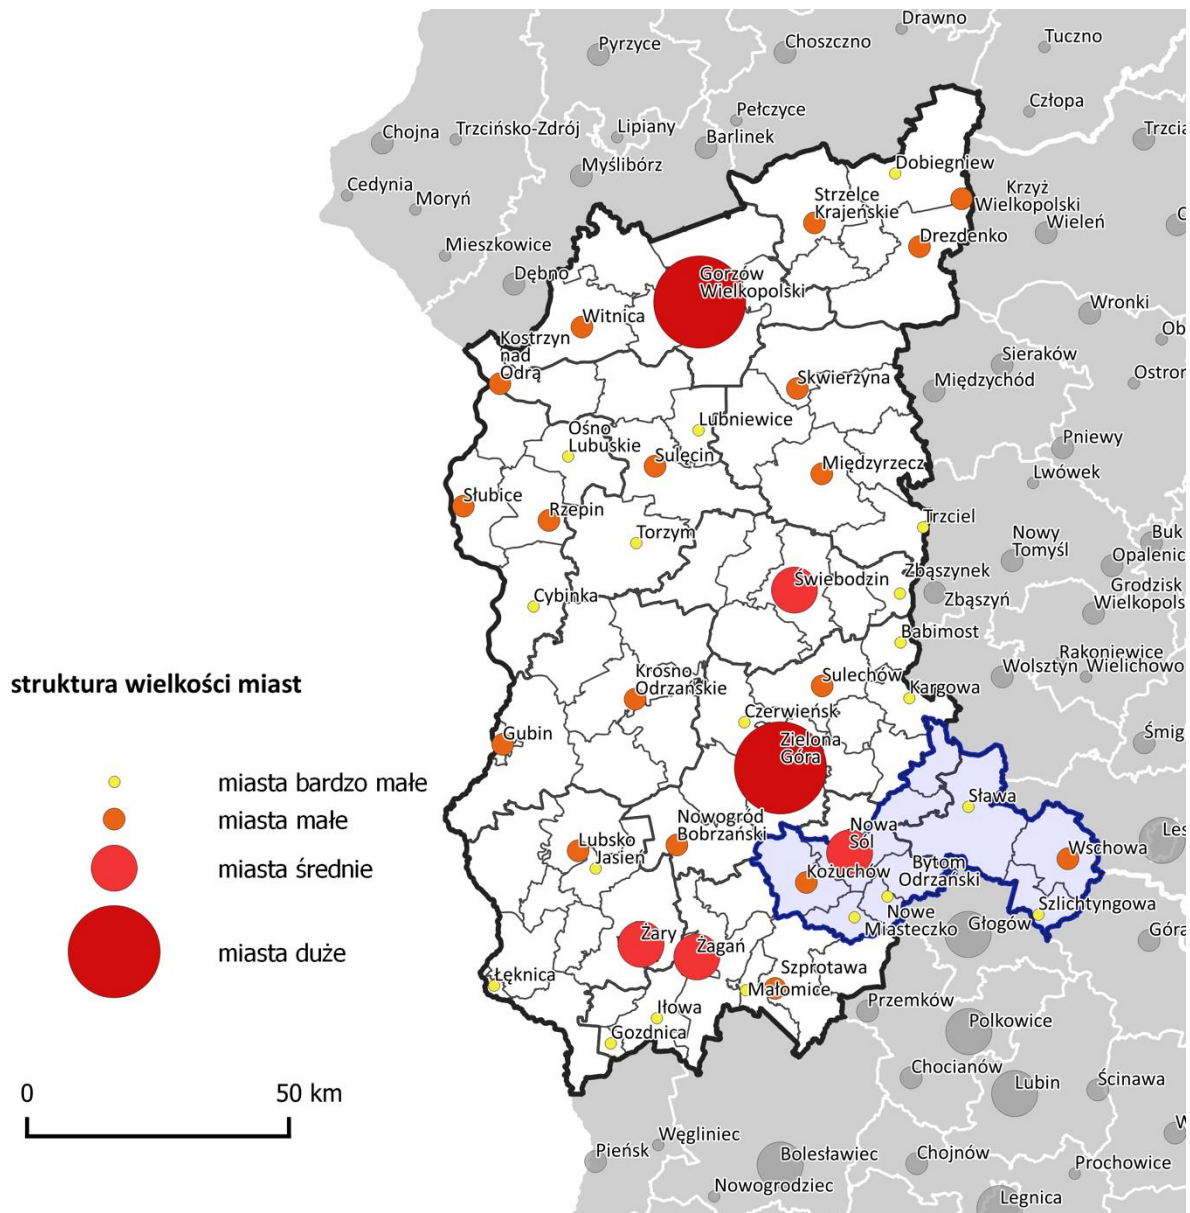 Drawno
Pyrzyce
Choszczno
Tuczno
Człopa
Pełczyce
Chojna
Trzcińsko-Zdrój
Lipiany
Barlinek
Myślibórz
Cedynia
Moryń
Dobiegniew
Strzelce
Krajeńskie
Krzyż
Wielkopolski
Wieleń
Drezdenko
Mieszkowice
Dębno
Gorzów
Wielkopolski
Witnica
Wronki
Kostrzyn
nad
Odrą
Sieraków
Skwierzyna
Międzychód
Lubniewice
Ośno
Lubuskie
Sulęcin
Międzyrzecz
Pniewy
Lwówek
Słubice
Rzepin
Trzciel
Torzym
Nowy
Tomyśl
Buk
Świebodzin
Zbąszynek
Zbąszyń
Grodzisk
Cybinka
Babimost
Rakoniewice
Wolsztyn
Wielichowo
struktura wielkości miast
Krosno
Odrzańskie
Sulechów
Kargowa
Czerwieńsk
Zielona
Góra
Gubin
miasta bardzo małe
Sława
miasta małe
Nowogród
Bobrzański
Nowa
Sól
Lubsko
Jasień
Wschowa
miasta średnie
Kożuchów
Bytom
Odrzański
Szlichtyngowa
Nowe
Miasteczko
Głogów
Góra
Żary
Żagań
miasta duże
Szprotawa
Łęknica
Małomice
Przemków
Iłowa
Polkowice
Gozdnica
Chocianów
Lubin
Ścinawa
0 50 km
Węgliniec
Pieńsk
Bolesławiec
Chojnów
Prochowice
Nowogrodziec
Legnica